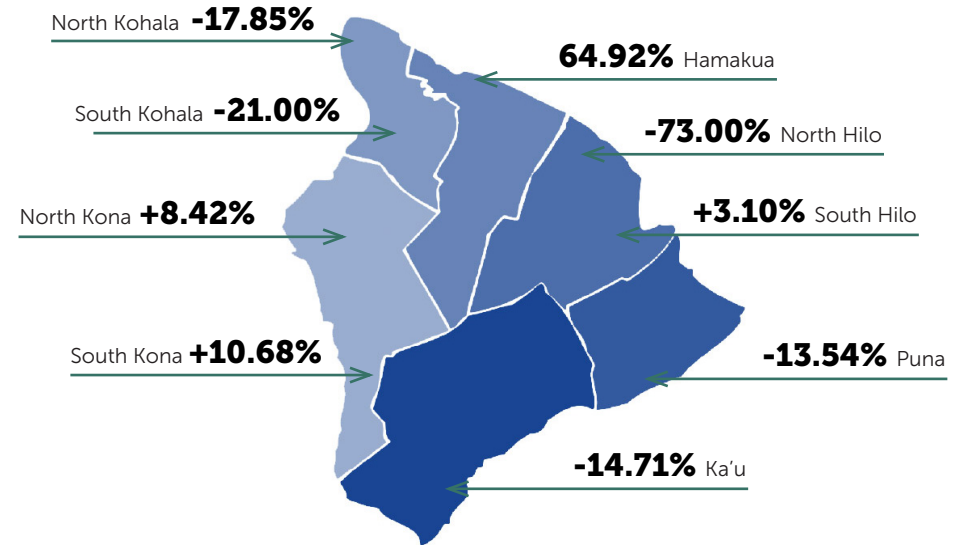 North Kohala -17.85%
64.92% Hamakua
South Kohala -21.00%
-73.00% North Hilo
North Kona +8.42%
+3.10% South Hilo
South Kona +10.68%
-13.54% Puna
-14.71% Ka’u